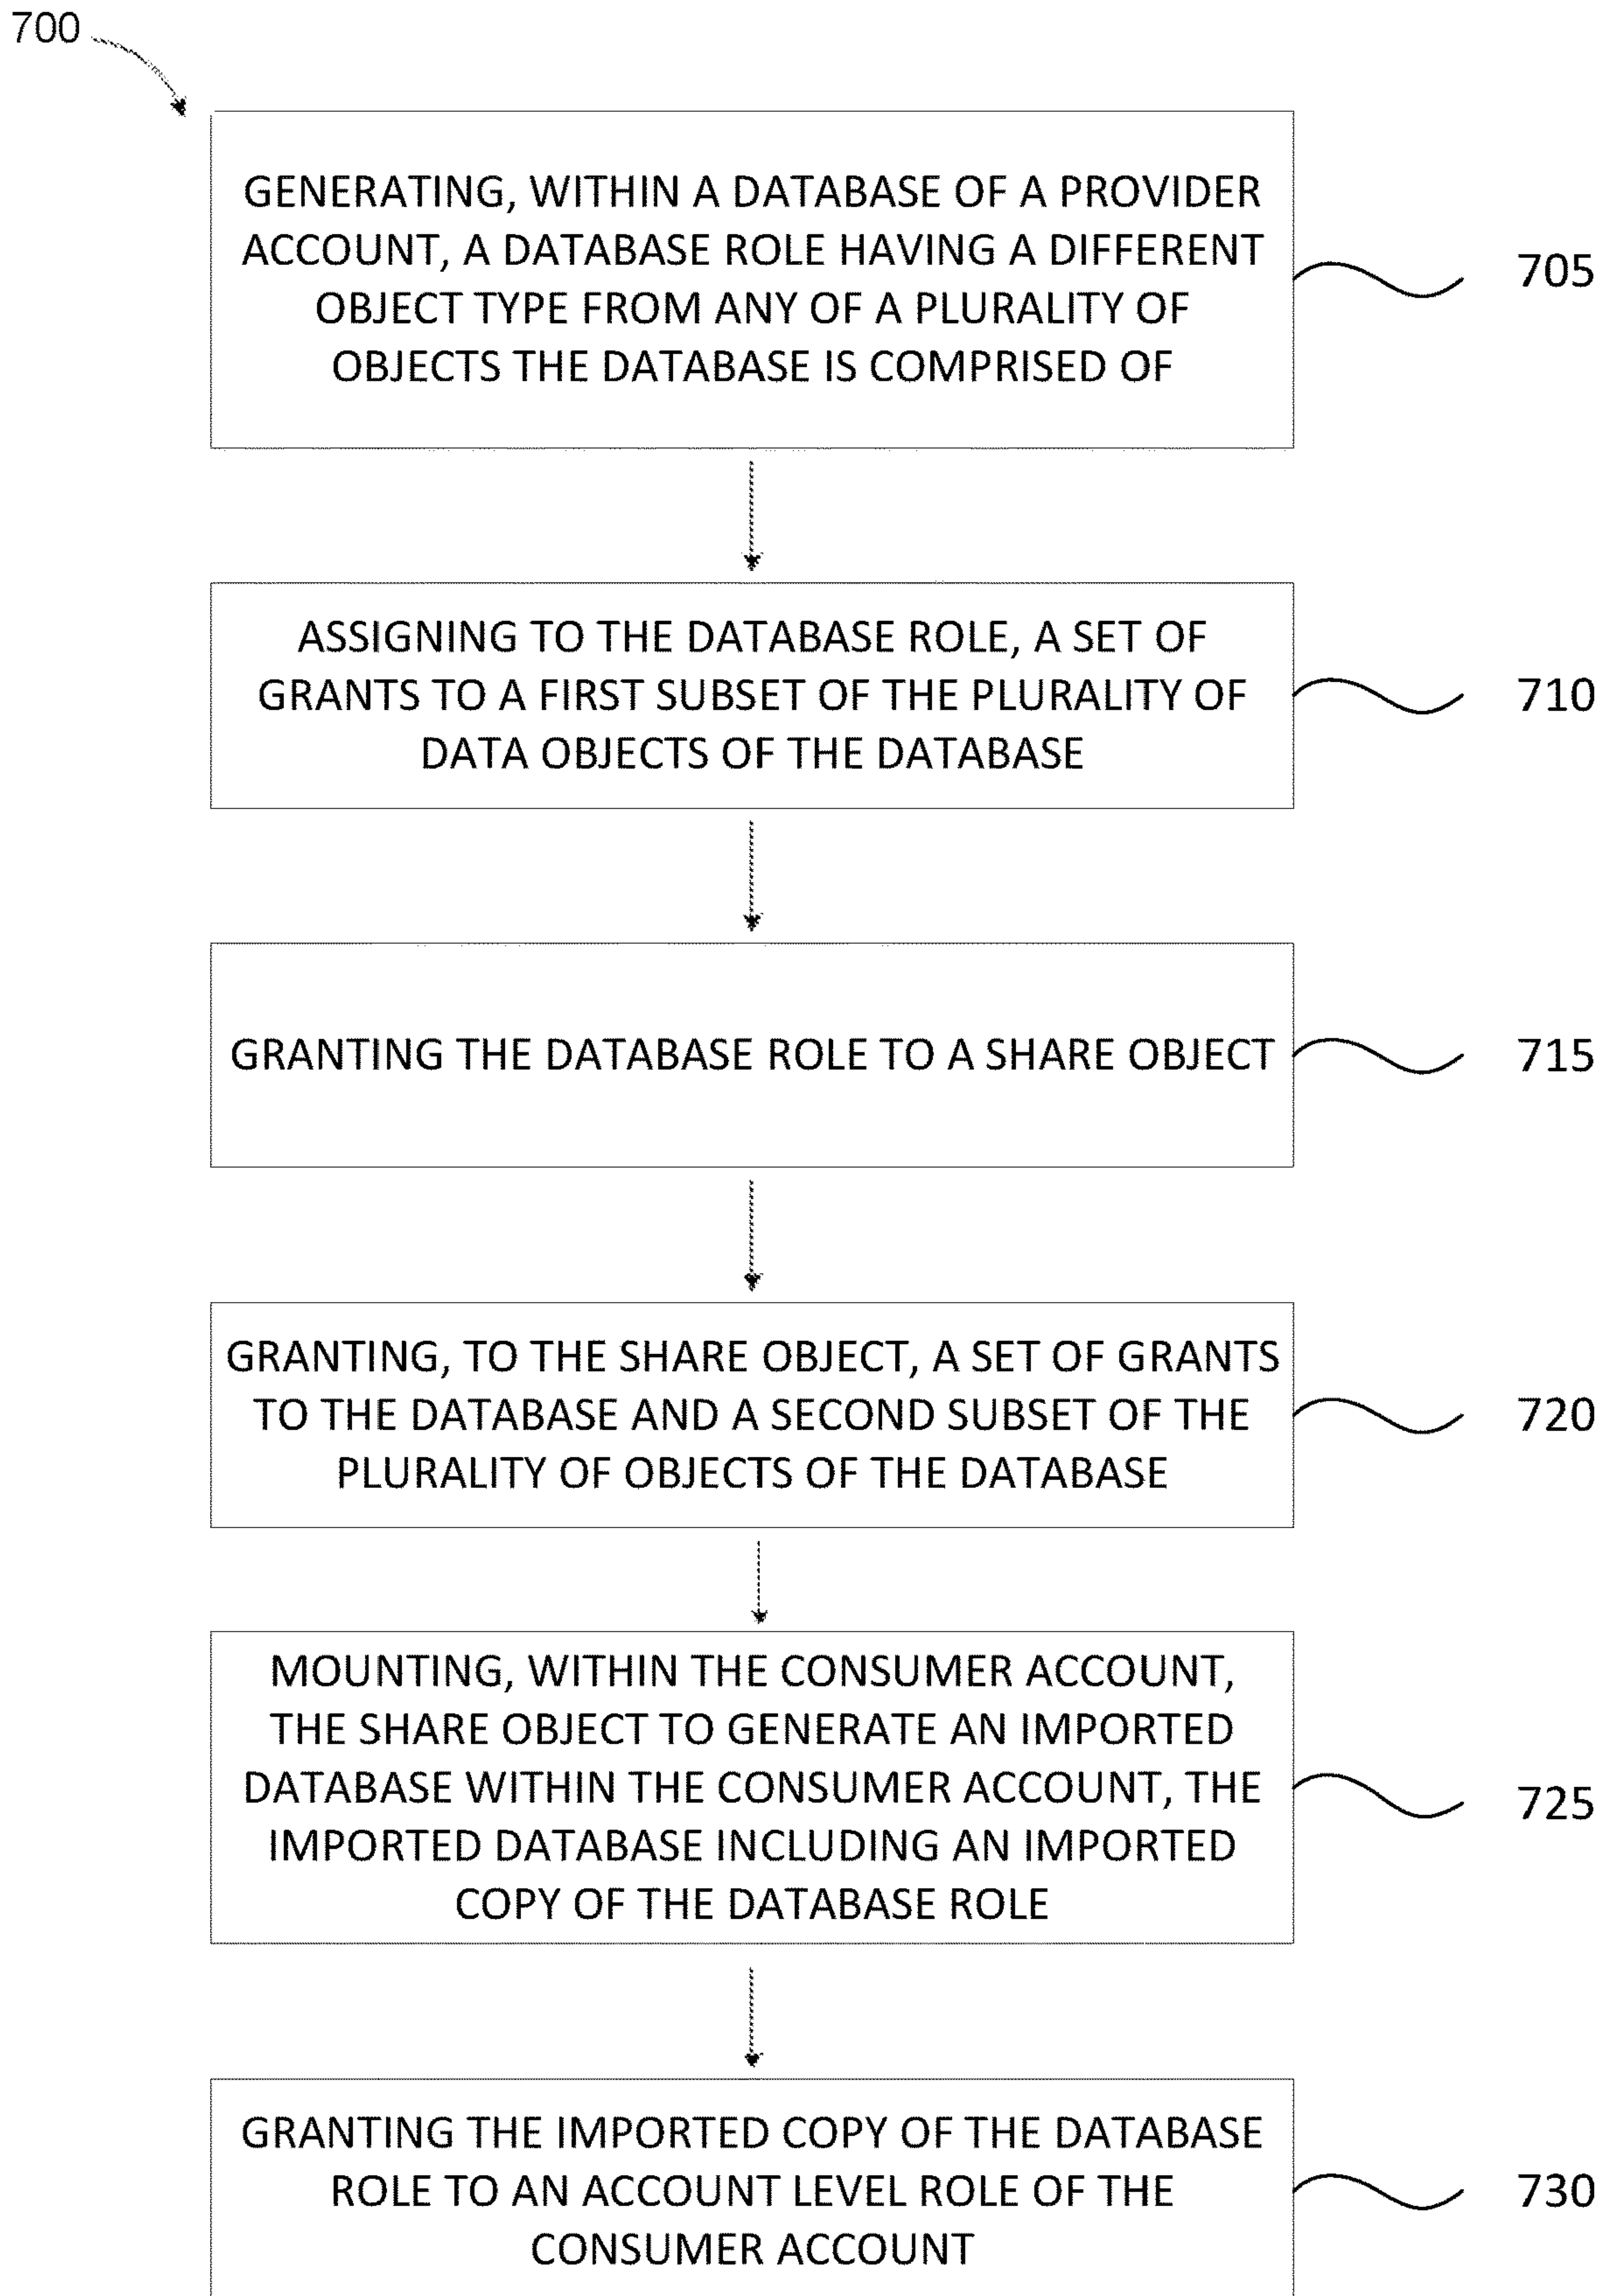 700
GENERATING, WITHIN A DATABASE OF A PROVIDER
ACCOUNT, A DATABASE ROLE HAVING A DIFFERENT
OBJECT TYPE FROM ANY OF A PLURALITY OF
OBJECTS THE DATABASE IS COMPRISED OF
705
ASSIGNING TO THE DATABASE ROLE, A SET OF
GRANTS TO A FIRST SUBSET OF THE PLURALITY OF
DATA OBJECTS OF THE DATABASE
710
GRANTING THE DATABASE ROLE TO A SHARE OBJECT
715
GRANTING, TO THE SHARE OBJECT, A SET OF GRANTS
TO THE DATABASE AND A SECOND SUBSET OF THE
PLURALITY OF OBJECTS OF THE DATABASE
720
MOUNTING, WITHIN THE CONSUMER ACCOUNT,
THE SHARE OBJECT TO GENERATE AN IMPORTED
DATABASE WITHIN THE CONSUMER ACCOUNT, THE
IMPORTED DATABASE INCLUDING AN IMPORTED
COPY OF THE DATABASE ROLE
725
GRANTING THE IMPORTED COPY OF THE DATABASE
ROLE TO AN ACCOUNT LEVEL ROLE OF THE
CONSUMER ACCOUNT
730